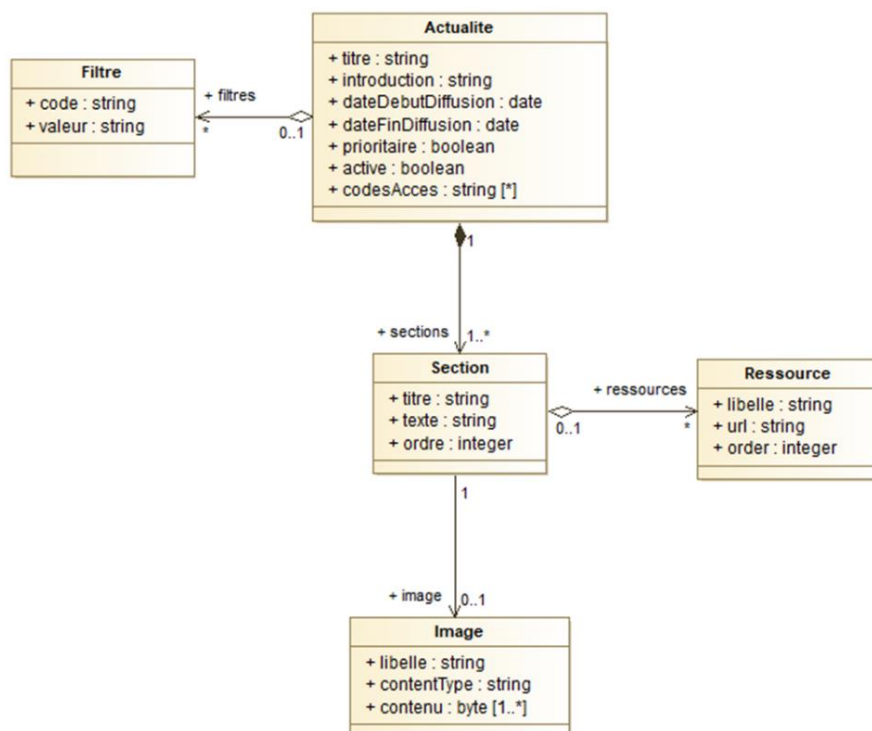 Actualite
+ titre : string
+ introduction : string
+ dateDebutDiffusion : date
+ dateFinDiffusion : date
+ prioritaire : boolean
+ active : boolean
+ codesAcces : string [*]
Filtre
+ code : string
+ valeur : string
+ filtres
*
0..1
1
+ sections
1..*
Section
+ titre : string
+ texte : string
+ ordre : integer
+ ressources
0..1
*
Ressource
+ libelle : string
+ url : string
+ order : integer
1
+ image
0..1
Image
+ libelle : string
+ contentType : string
+ contenu : byte [1..*]